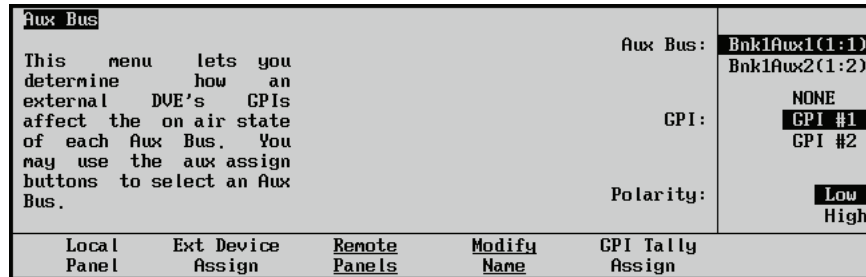 Aux Bus
This menu lets you
determine how an
external DVE's GPIs
affect the on air state
of each Aux Bus. You
may use the aux assign
buttons to select an Aux
Bus.
Aux Bus:
Bnk1Aux1(1:1)
Bnk1Aux2(1:2)
GPI:
NONE
GPI #1
GPI #2
Polarity:
Low
High
Local Panel
Ext Device Assign
Remote Panels
Modify Name
GPI Tally Assign